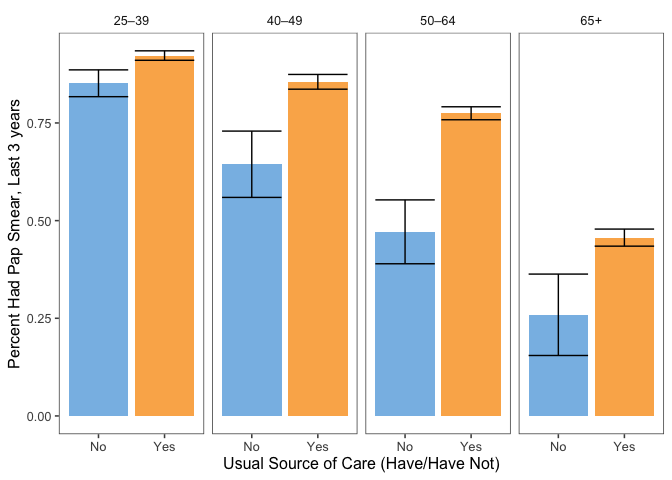 25–39 40–49 50–64 65+
Percent Had Pap Smear, Last 3 years
0.75
0.50
0.25
0.00
No Yes No Yes No Yes No Yes
Usual Source of Care (Have/Have Not)